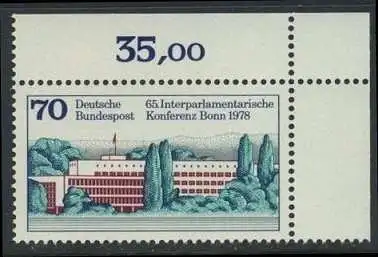 35,00
70 Deutsche Bundespost
65. Interparlamentarische
Konferenz Bonn 1978